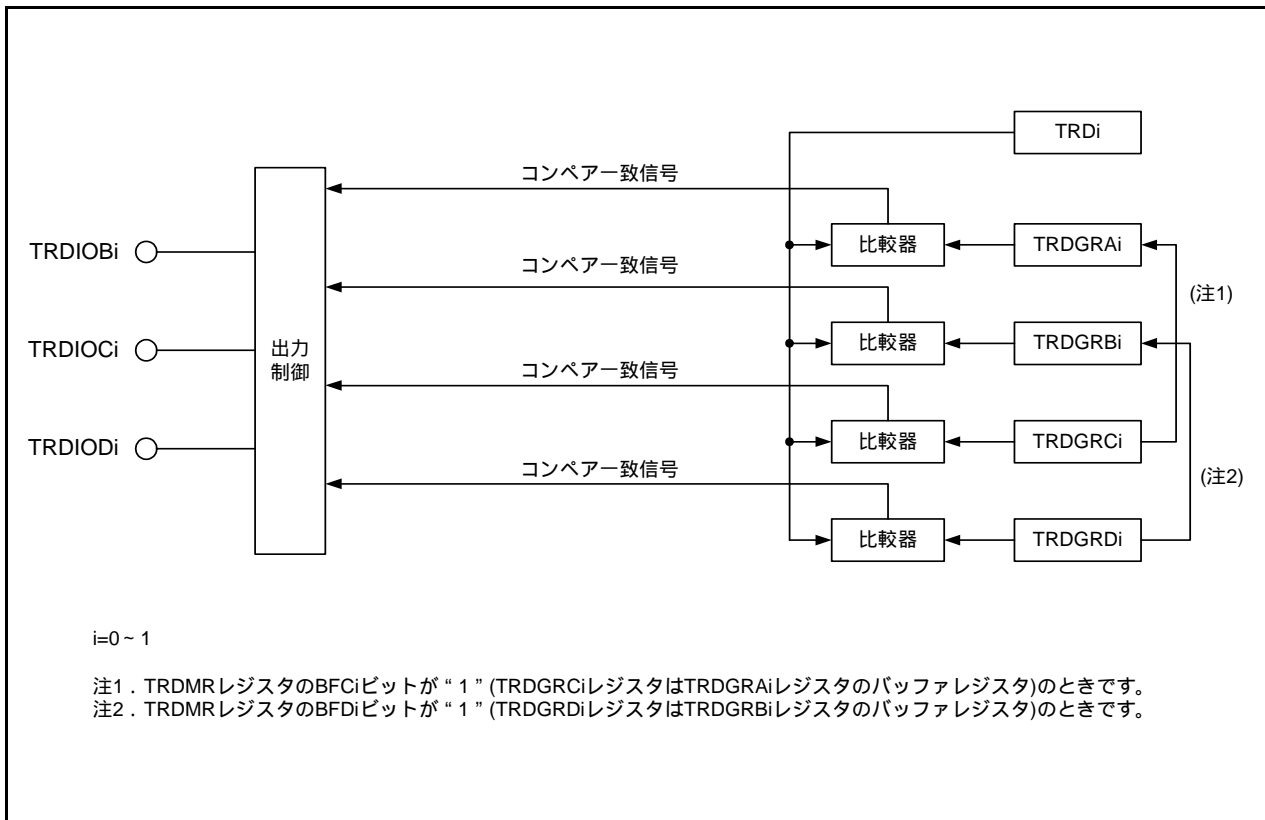 TRDi
コンペア一致信号
比較器
TRDGRAi
TRDIOBi
コンペア一致信号
(注1)
比較器
TRDGRBi
TRDIOCi
出力
制御
コンペア一致信号
比較器
TRDGRCi
TRDIODi
コンペア一致信号
(注2)
比較器
TRDGRDi
i=0~1
注1．TRDMRレジスタのBFCiビットが“1”(TRDGRCiレジスタはTRDGRAiレジスタのバッファレジスタ)のときです。
注2．TRDMRレジスタのBFDiビットが“1”(TRDGRDiレジスタはTRDGRBiレジスタのバッファレジスタ)のときです。